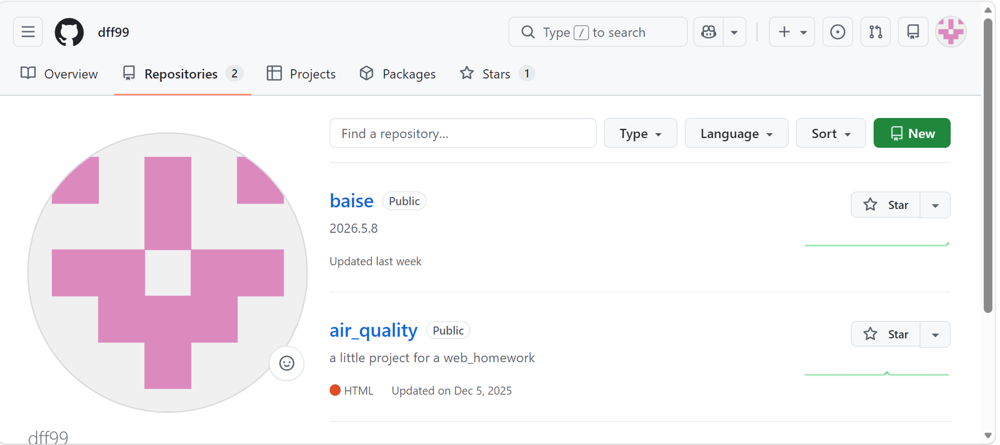 dff99
Type / to search
Overview
Repositories 2
Projects
Packages
Stars 1
Find a repository...
Type
Language
Sort
New
baise Public
Star
2026.5.8
Updated last week
air_quality Public
Star
a little project for a web_homework
HTML Updated on Dec 5, 2025
dff99